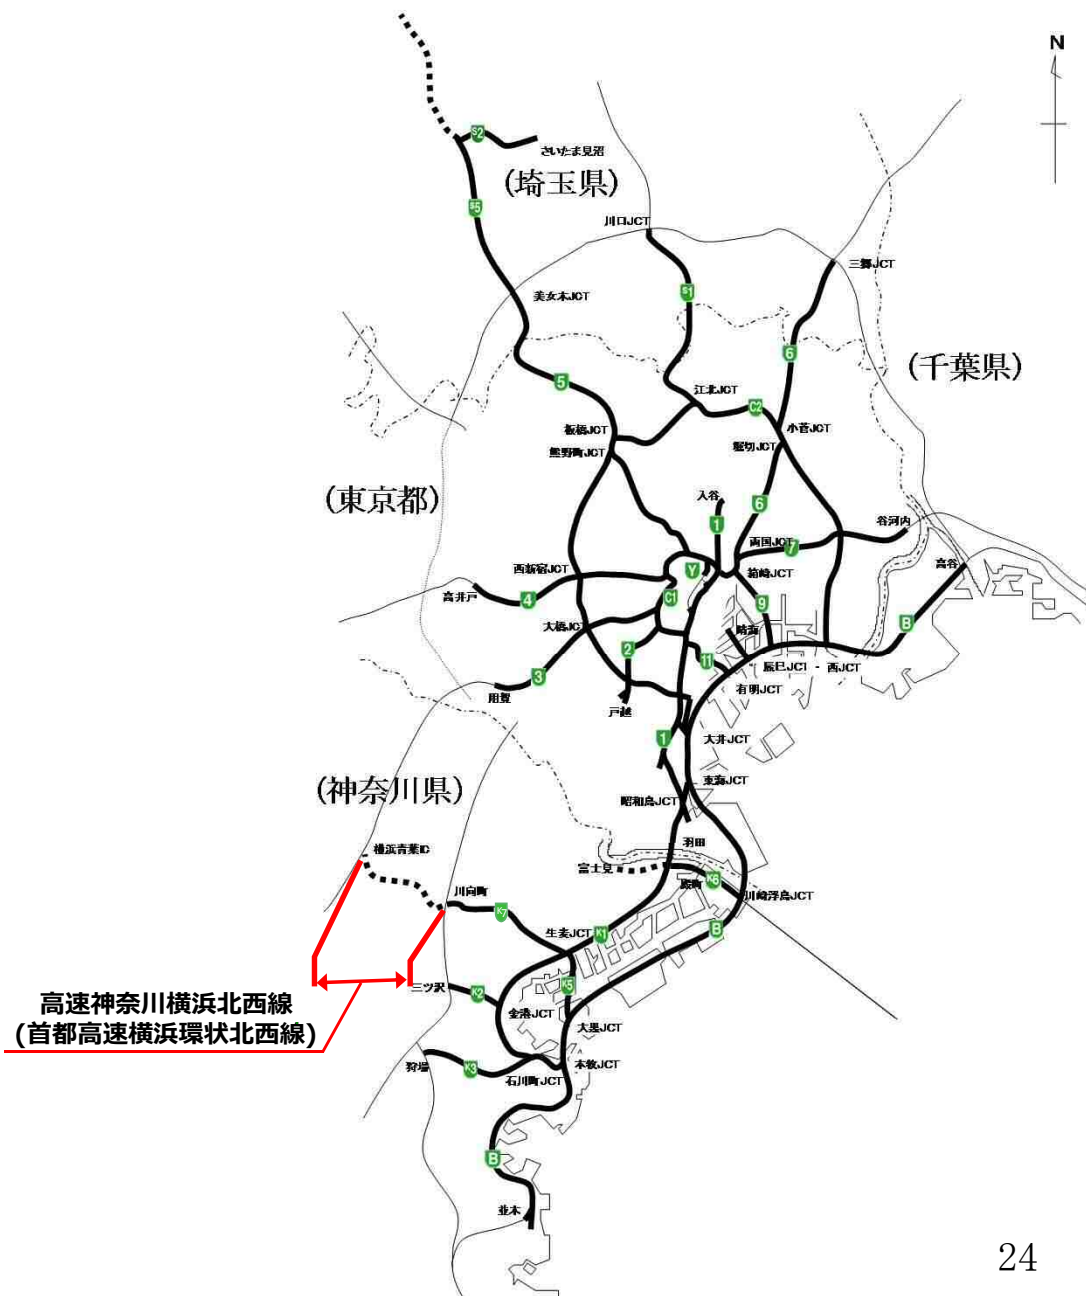 N
S2
さいたま見沼
(埼玉県)
S5
川口JCT
三郷JCT
S1
美女木JCT
6
(千葉県)
5
江北JCT
C2
板橋JCT
小菅JCT
熊野町JCT
堀切JCT
(東京都)
入谷
6
1
谷河内
両国JCT
7
西新宿JCT
Y
箱崎JCT
高谷
高井戸
4
C1
9
大橋JCT
晴海
B
2
11
辰巳JCT
西JCT
3
用賀
有明JCT
戸越
1
大井JCT
東海JCT
(神奈川県)
昭和島JCT
羽田
横浜青葉IC
富士見
殿町
K6
川崎浮島JCT
川向町
K7
生麦JCT
K1
B
三ツ沢
K2
K5
金港JCT
大黒JCT
高速神奈川横浜北西線
(首都高速横浜環状北西線)
狩場
K3
石川町JCT
本牧JCT
B
並木
24